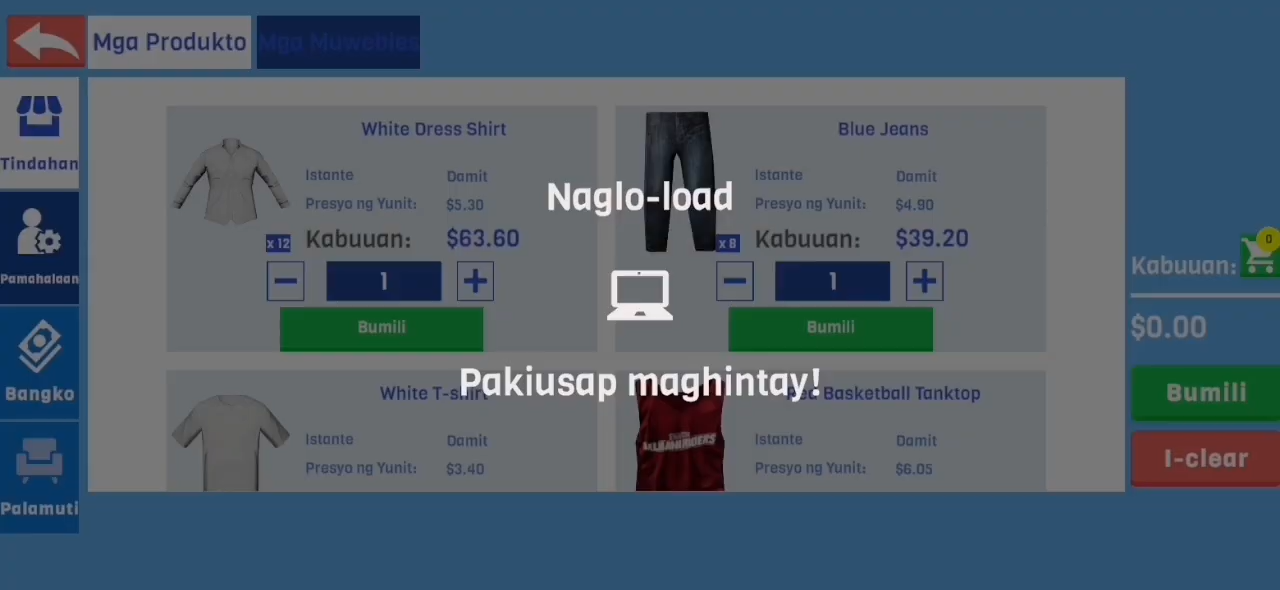 Mga Produkto
Mga Muwebles
Tindahan
Pamahalaan
Bangko
Palamuti
White Dress Shirt
Istante Damit
Presyo ng Yunit: $5.30
x 12 Kabuuan: $63.60
1
Bumili
Blue Jeans
Istante Damit
Presyo ng Yunit: $4.90
x 8 Kabuuan: $39.20
1
Bumili
Naglo-load
Pakiusap maghintay!
White T-shirt
Istante Damit
Presyo ng Yunit: $3.40
Red Basketball Tanktop
Istante Damit
Presyo ng Yunit: $6.05
0
Kabuuan:
$0.00
Bumili
I-clear